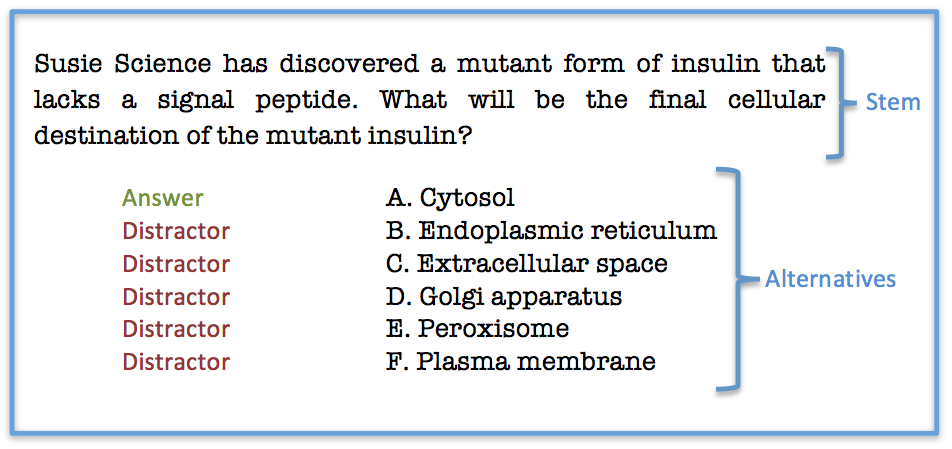 Susie Science has discovered a mutant form of insulin that
lacks a signal peptide. What will be the final cellular
destination of the mutant insulin?
Stem
Answer A. Cytosol
Distractor B. Endoplasmic reticulum
Distractor C. Extracellular space
Distractor D. Golgi apparatus
Distractor E. Peroxisome
Distractor F. Plasma membrane
Alternatives